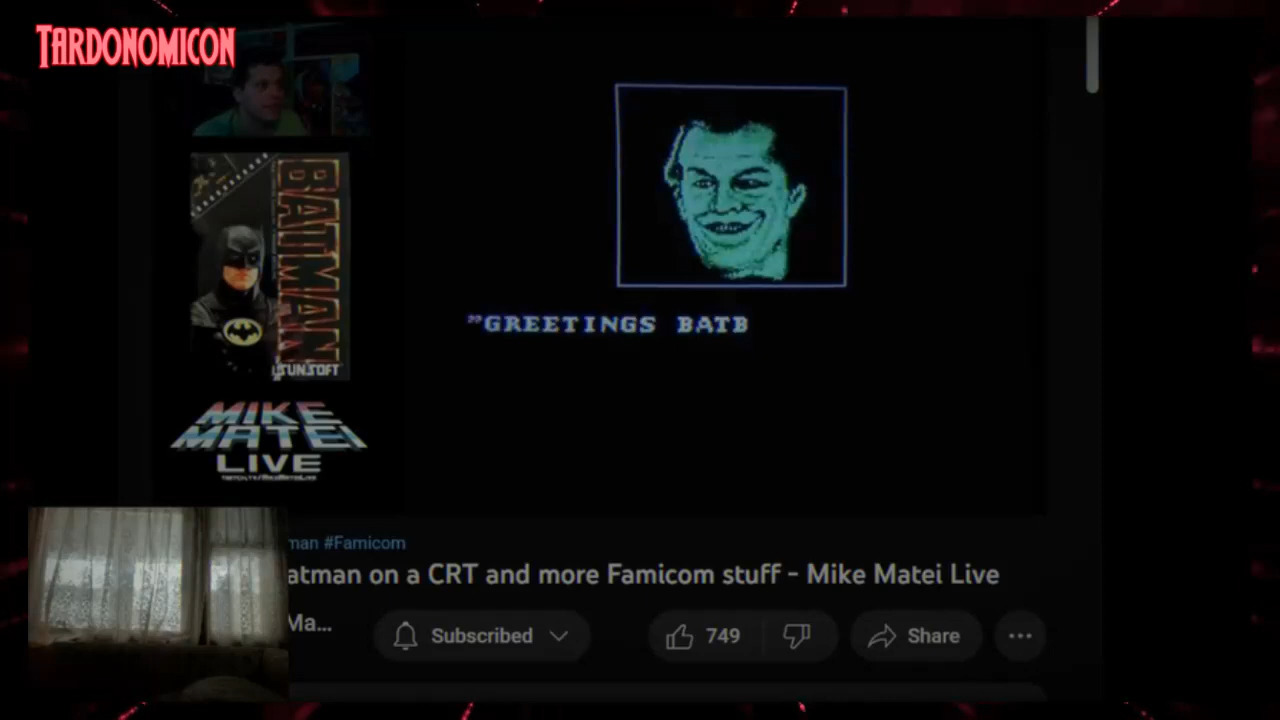 TARDONOMICON
BATMAN
SUNSOFT
"GREETINGS BATB
MIKE
MATEI
LIVE
man #Famicom
atman on a CRT and more Famicom stuff - Mike Matei Live
Ma...
Subscribed
749
Share